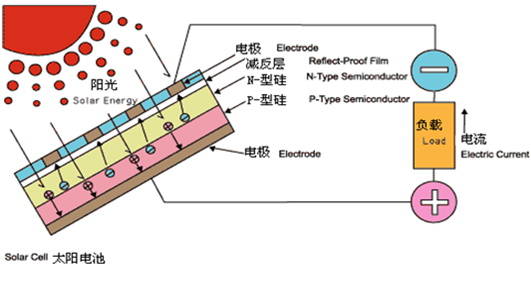 阳光
Solar Energy
电极 Electrode
减反层 Reflect-Proof Film
N-型硅 N-Type Semiconductor
P-型硅 P-Type Semiconductor
电极 Electrode
负载
Load
电流
Electric Current
Solar Cell 太阳电池